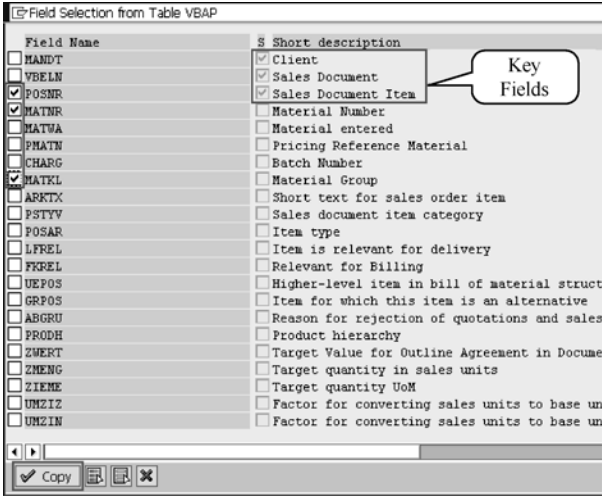 Field Selection from Table VBAP
Field Name S Short description
MANDT Client
VBELN Sales Document
POSNR Sales Document Item
MATNR Material Number
MATWA Material entered
PMATN Pricing Reference Material
CHARG Batch Number
MATKL Material Group
ARKTX Short text for sales order item
PSTYV Sales document item category
POSAR Item type
LFREL Item is relevant for delivery
FKREL Relevant for Billing
UEPOS Higher-level item in bill of material struct
GRPOS Item for which this item is an alternative
ABGRU Reason for rejection of quotations and sales
PRODH Product hierarchy
ZWERT Target Value for Outline Agreement in Docume
ZMENG Target quantity in sales units
ZIEME Target quantity UoM
UMZIZ Factor for converting sales units to base un
UMZIN Factor for converting sales units to base un
Key
Fields
Copy